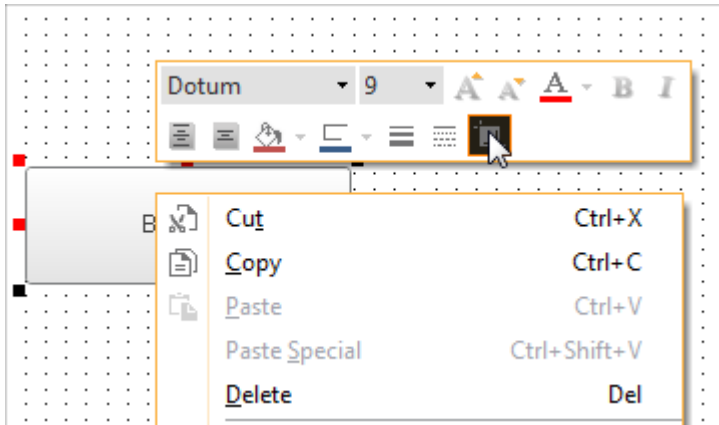 Dotum 9 A A A B I
B
Cut Ctrl+X
Copy Ctrl+C
Paste Ctrl+V
Paste Special Ctrl+Shift+V
Delete Del